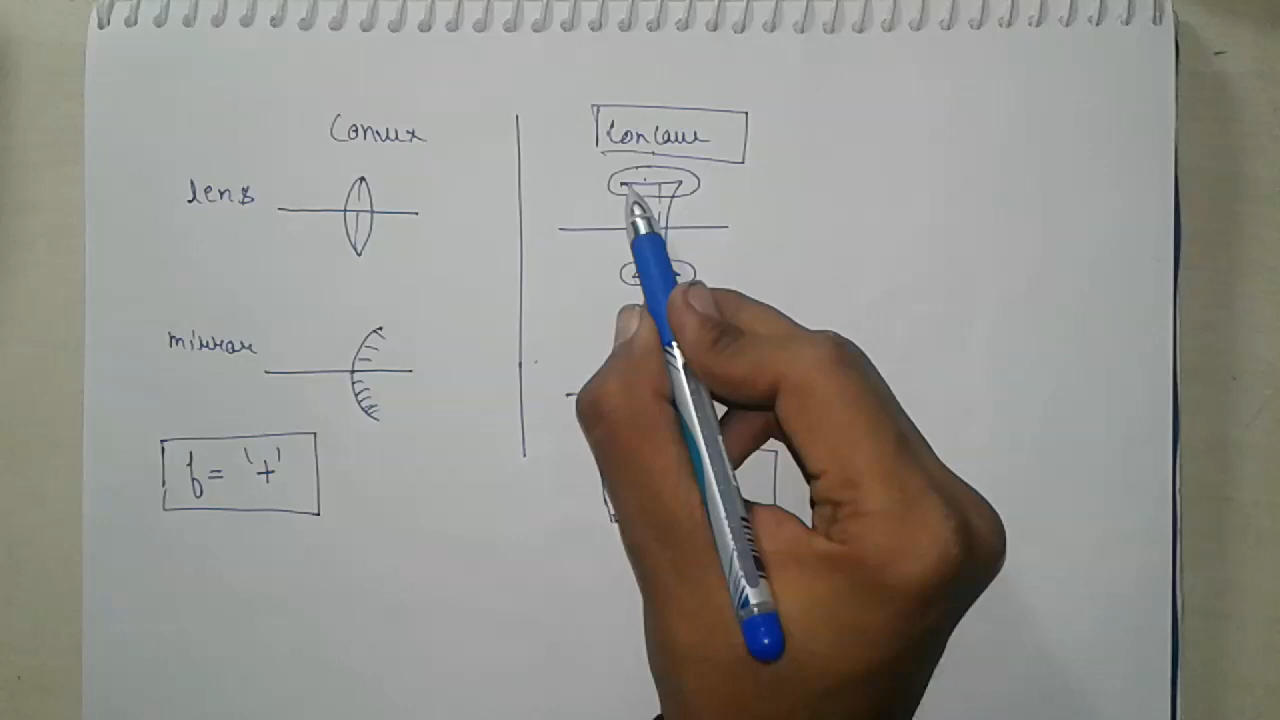 Convex
Concave
lens
mirror
f = '+'